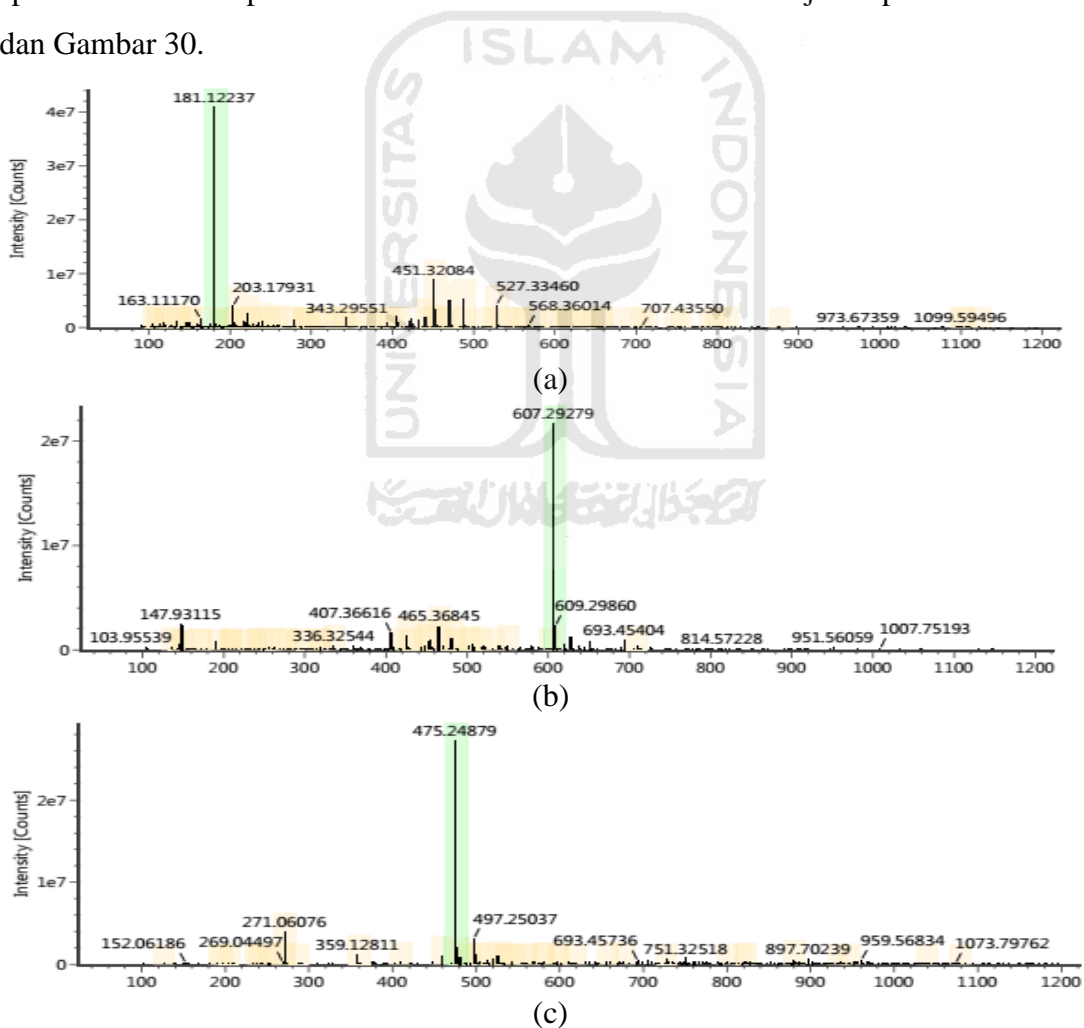 dan Gambar 30.
ISLAM
UNIVERSITAS
INDONESIA
Intensity [Counts]
4e7
3e7
2e7
1e7
0
181.12237
163.11170
203.17931
343.29551
451.32084
527.33460
568.36014
707.43550
973.67359
1099.59496
100 200 300 400 500 600 700 800 900 1000 1100 1200
(a)
Intensity [Counts]
2e7
1e7
0
607.29279
103.95539
147.93115
336.32544
407.36616
465.36845
609.29860
693.45404
814.57228
951.56059
1007.75193
100 200 300 400 500 600 700 800 900 1000 1100 1200
(b)
Intensity [Counts]
2e7
1e7
0
475.24879
152.06186
269.04497
271.06076
359.12811
497.25037
693.45736
751.32518
897.70239
959.56834
1073.79762
100 200 300 400 500 600 700 800 900 1000 1100 1200
(c)